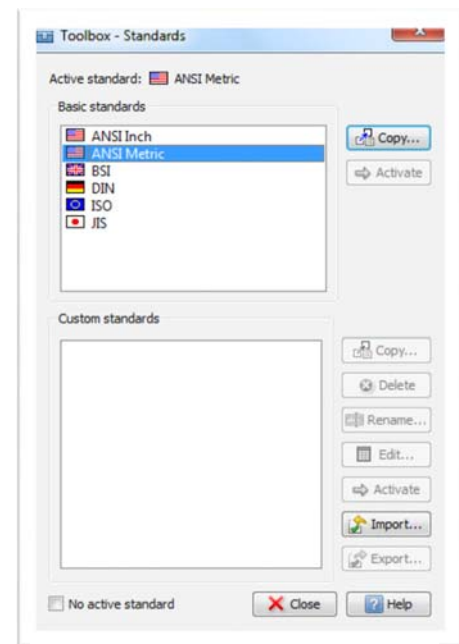 Toolbox - Standards
Active standard: ANSI Metric
Basic standards
ANSI Inch
ANSI Metric
BSI
DIN
ISO
JIS
Copy...
Activate
Custom standards
Copy...
Delete
Rename...
Edit...
Activate
Import...
Export...
No active standard
Close
Help